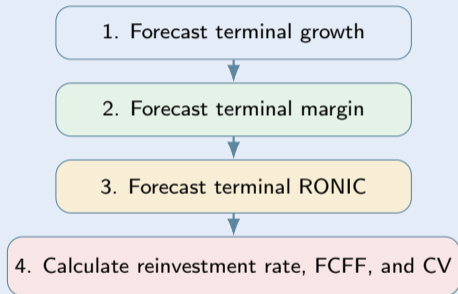 1. Forecast terminal growth
2. Forecast terminal margin
3. Forecast terminal RONIC
4. Calculate reinvestment rate, FCFF, and CV